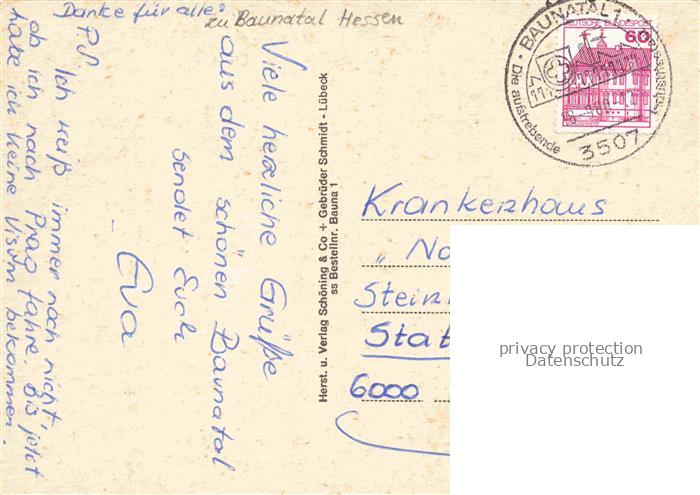 Danke für alles
zu Baunatal Hessen
Viele herzliche Grüße
aus dem schönen Baunatal
sendet Euch
Eva
P.S
Ich weiß immer noch nicht,
ob ich nach Prag fahre. Bis jetzt
habe ich keine Visum bekommen.
Herst. u. Verlag Schöning & Co + Gebrüder Schmidt - Lübeck
ss Bestellnr. Bauna 1
BAUNATAL 1
Die aufstrebende
3507
DEUTSCHE BUNDESPOST
60
Krankenhaus
„No
Stein
Stat
6000
privacy protection
Datenschutz